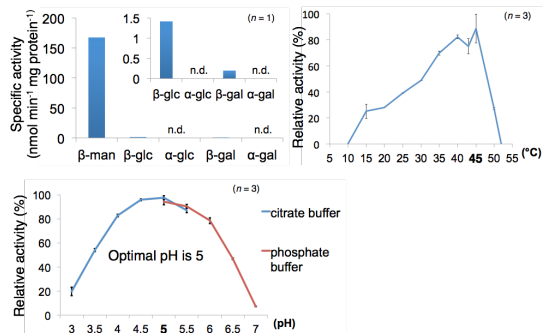 (n = 1)
Specific activity
(nmol min-1 mg protein-1)
200
150
100
50
0
1.5
1
0.5
0
n.d.
n.d.
β-glc α-glc β-gal α-gal
n.d.
n.d.
β-man β-glc α-glc β-gal α-gal
(n = 3)
Relative activity (%)
100
80
60
40
20
0
5 10 15 20 25 30 35 40 45 50 55 (°C)
(n = 3)
Relative activity (%)
100
80
60
40
20
0
Optimal pH is 5
citrate buffer
phosphate
buffer
3 3.5 4 4.5 5 5.5 6 6.5 7 (pH)